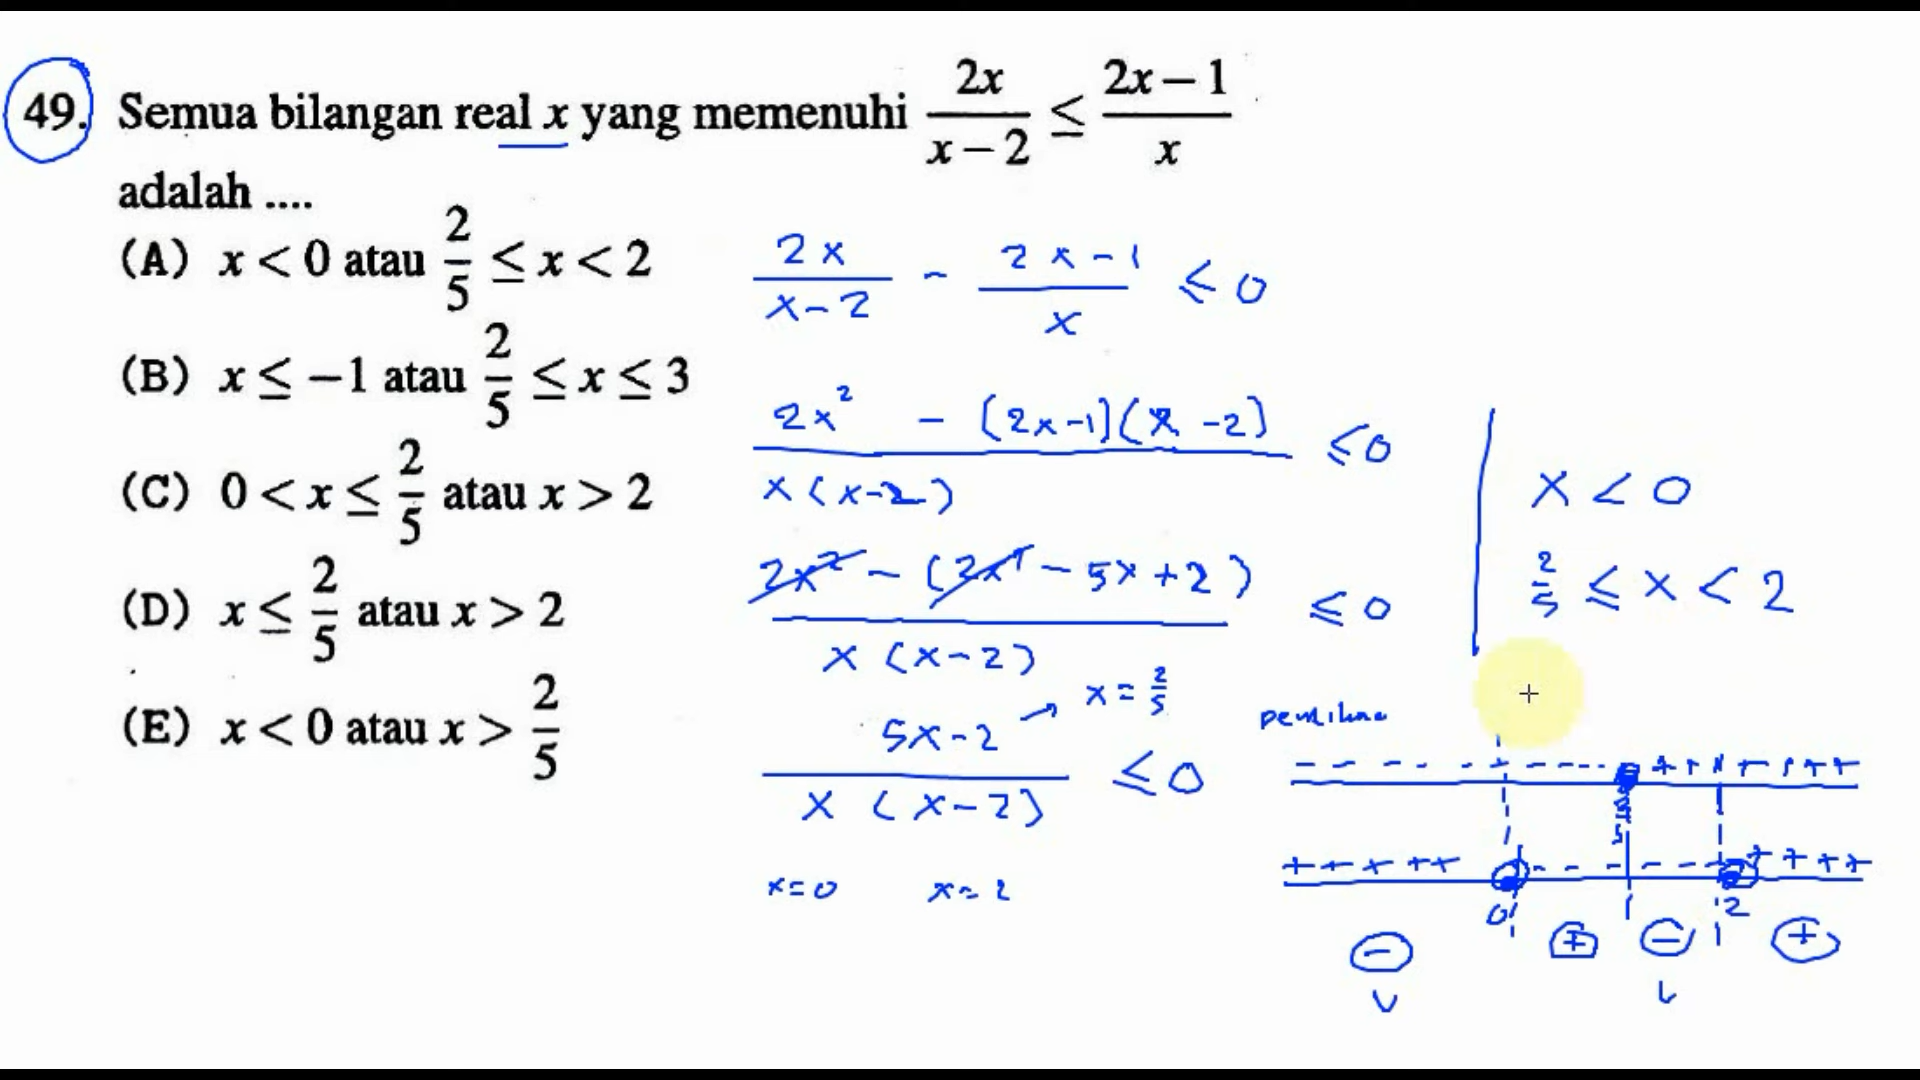 49. Semua bilangan real x yang memenuhi 2x/(x − 2) ≤ (2x − 1)/x
adalah ....
(A) x < 0 atau 2/5 ≤ x < 2
(B) x ≤ −1 atau 2/5 ≤ x ≤ 3
(C) 0 < x ≤ 2/5 atau x > 2
(D) x ≤ 2/5 atau x > 2
(E) x < 0 atau x > 2/5
2x/(x−2) − (2x−1)/x ≤ 0
(2x² − (2x−1)(x−2))/(x(x−2)) ≤ 0
(2x² − (2x² − 5x + 2))/(x(x−2)) ≤ 0
(5x−2)/(x(x−2)) ≤ 0
x = 2/5
x=0 x=2
x < 0
2/5 ≤ x < 2
- - - - - - - - + + + + + + +
+ + + + + - - - - - + + + +
0 2
− + − +